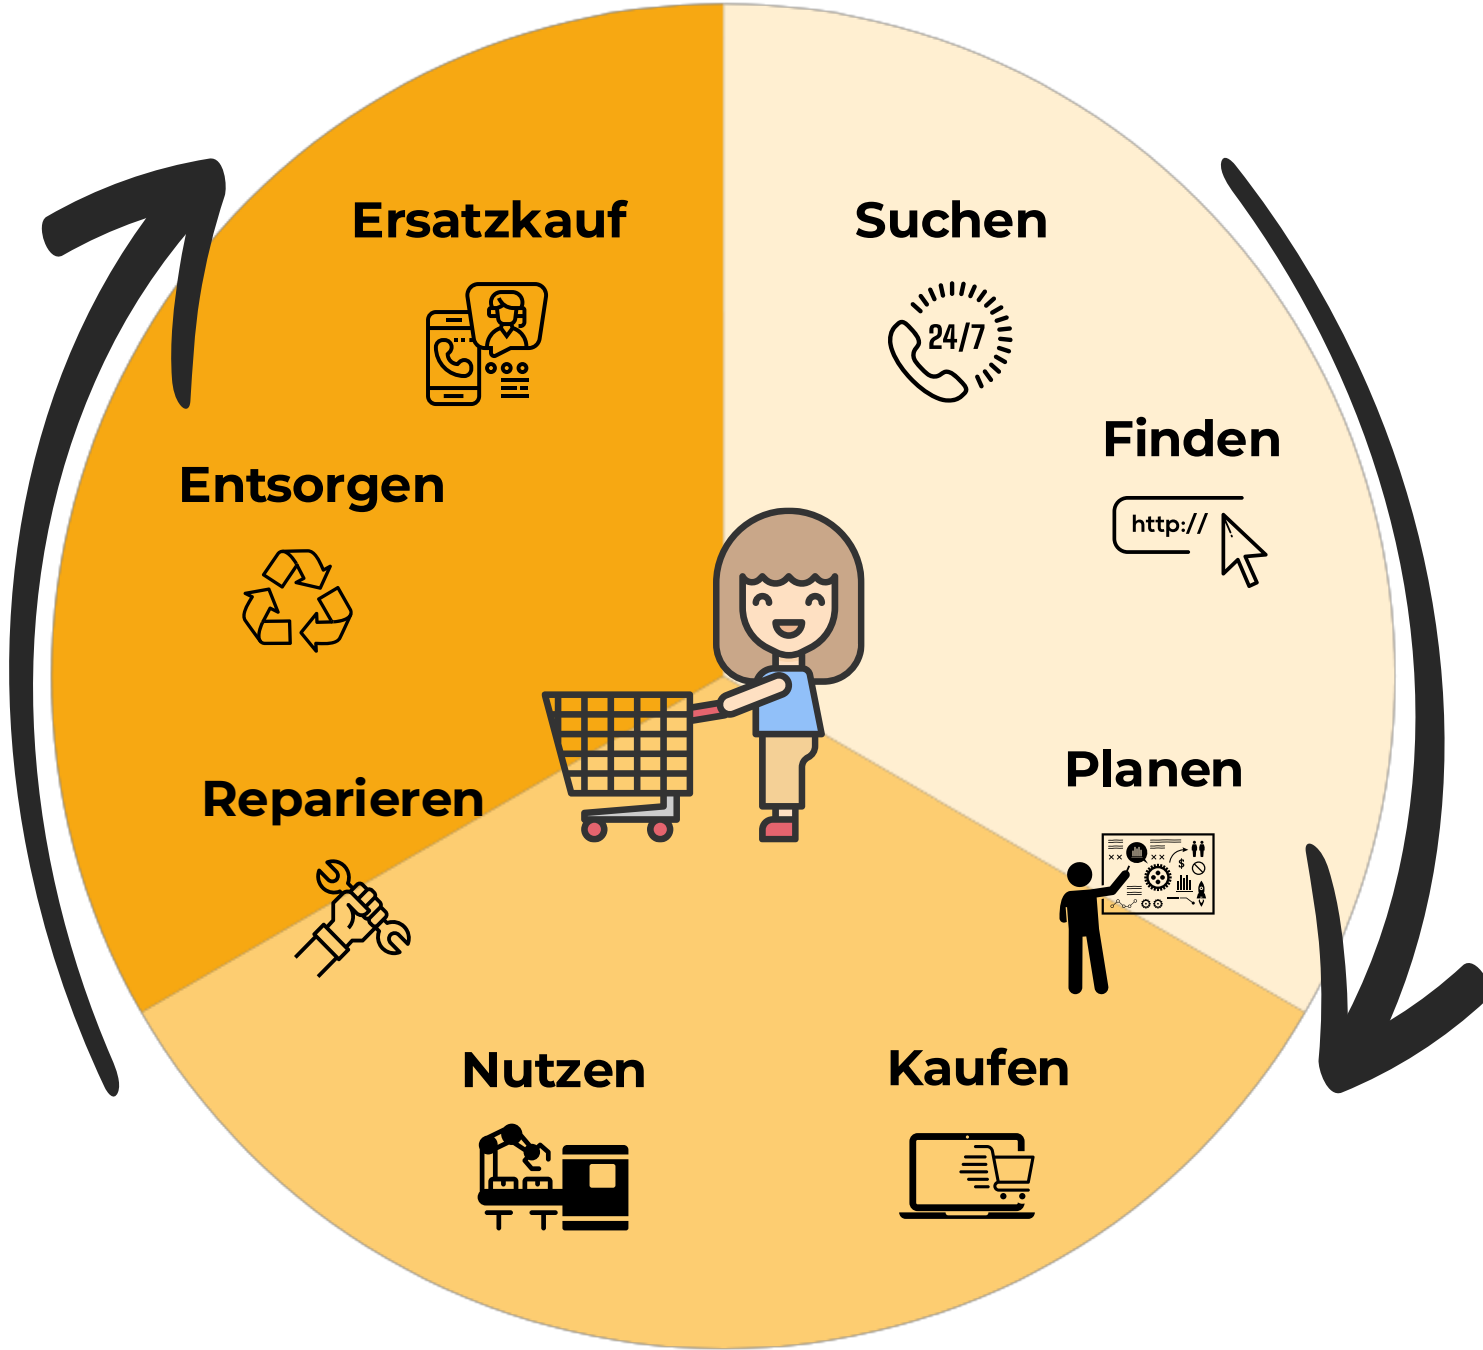 Ersatzkauf
Suchen
24/7
Finden
http://
Entsorgen
Planen
$
Reparieren
Nutzen
Kaufen